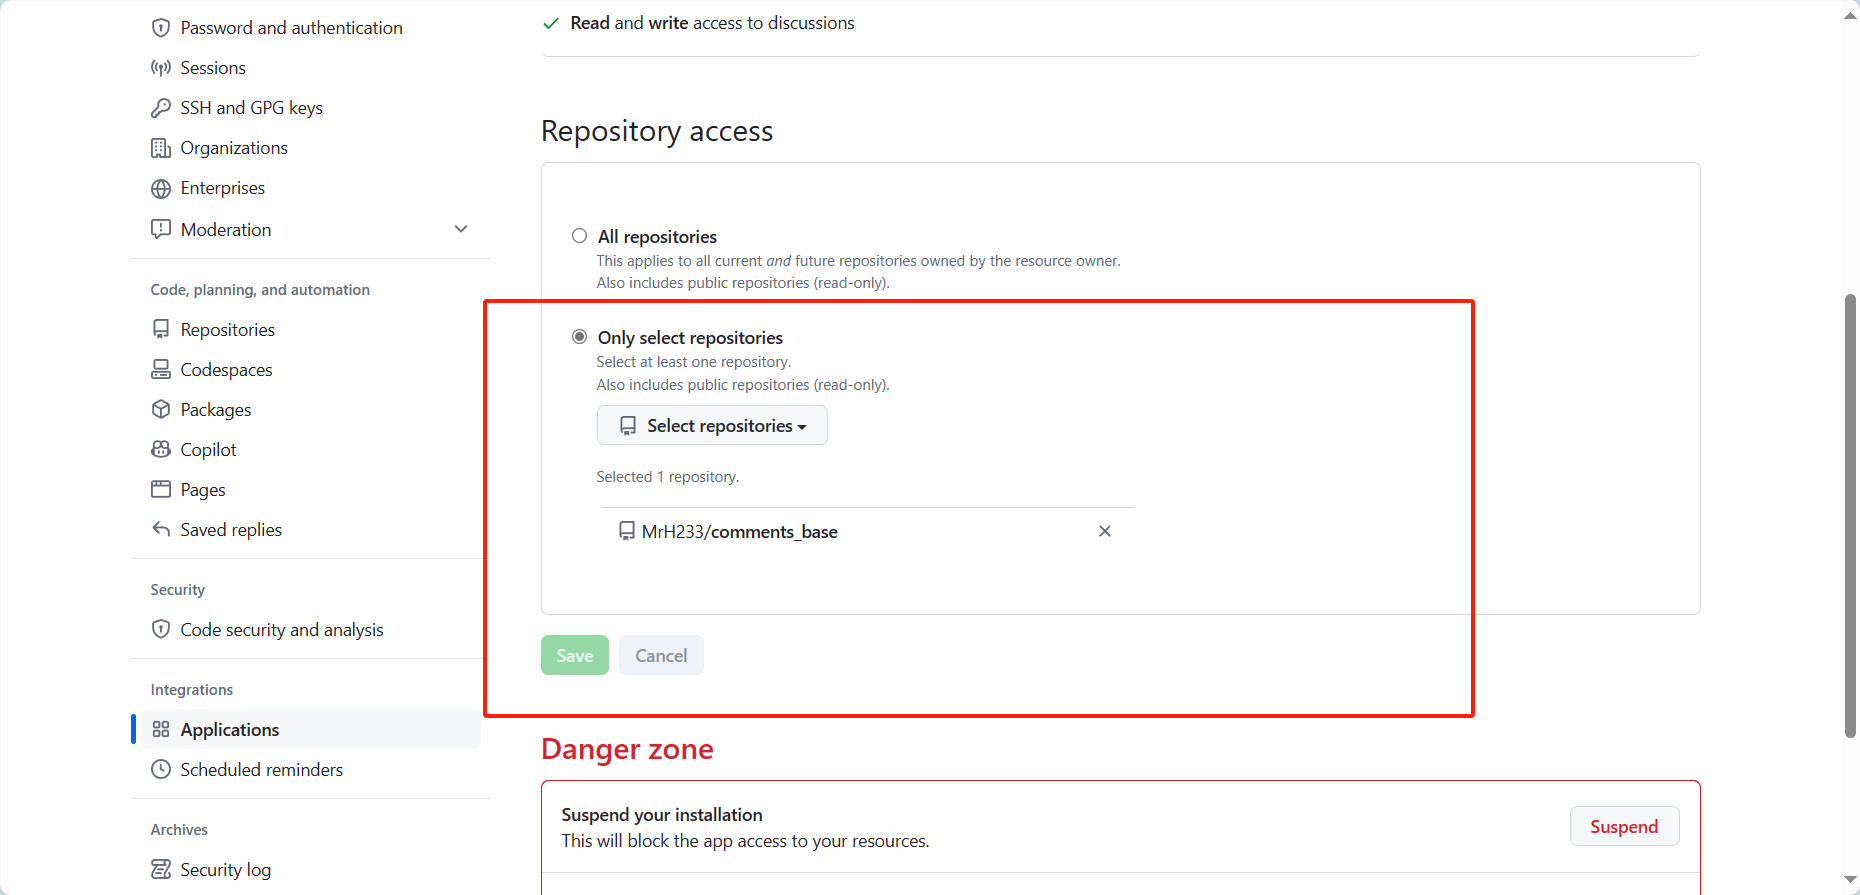 Password and authentication
Sessions
SSH and GPG keys
Organizations
Enterprises
Moderation
Code, planning, and automation
Repositories
Codespaces
Packages
Copilot
Pages
Saved replies
Security
Code security and analysis
Integrations
Applications
Scheduled reminders
Archives
Security log
Read and write access to discussions
Repository access
All repositories
This applies to all current and future repositories owned by the resource owner.
Also includes public repositories (read-only).
Only select repositories
Select at least one repository.
Also includes public repositories (read-only).
Select repositories
Selected 1 repository.
MrH233/comments_base
Save Cancel
Danger zone
Suspend your installation
This will block the app access to your resources.
Suspend